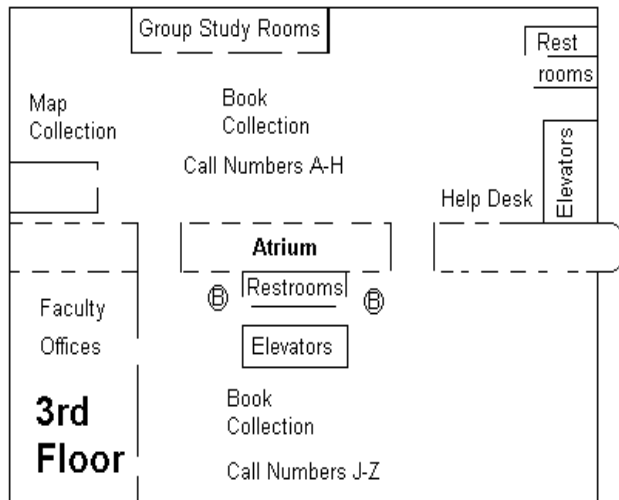 Group Study Rooms
Rest
rooms
Map
Collection
Book
Collection
Call Numbers A-H
Elevators
Help Desk
Atrium
Restrooms
B
B
Faculty
Offices
Elevators
3rd
Floor
Book
Collection
Call Numbers J-Z